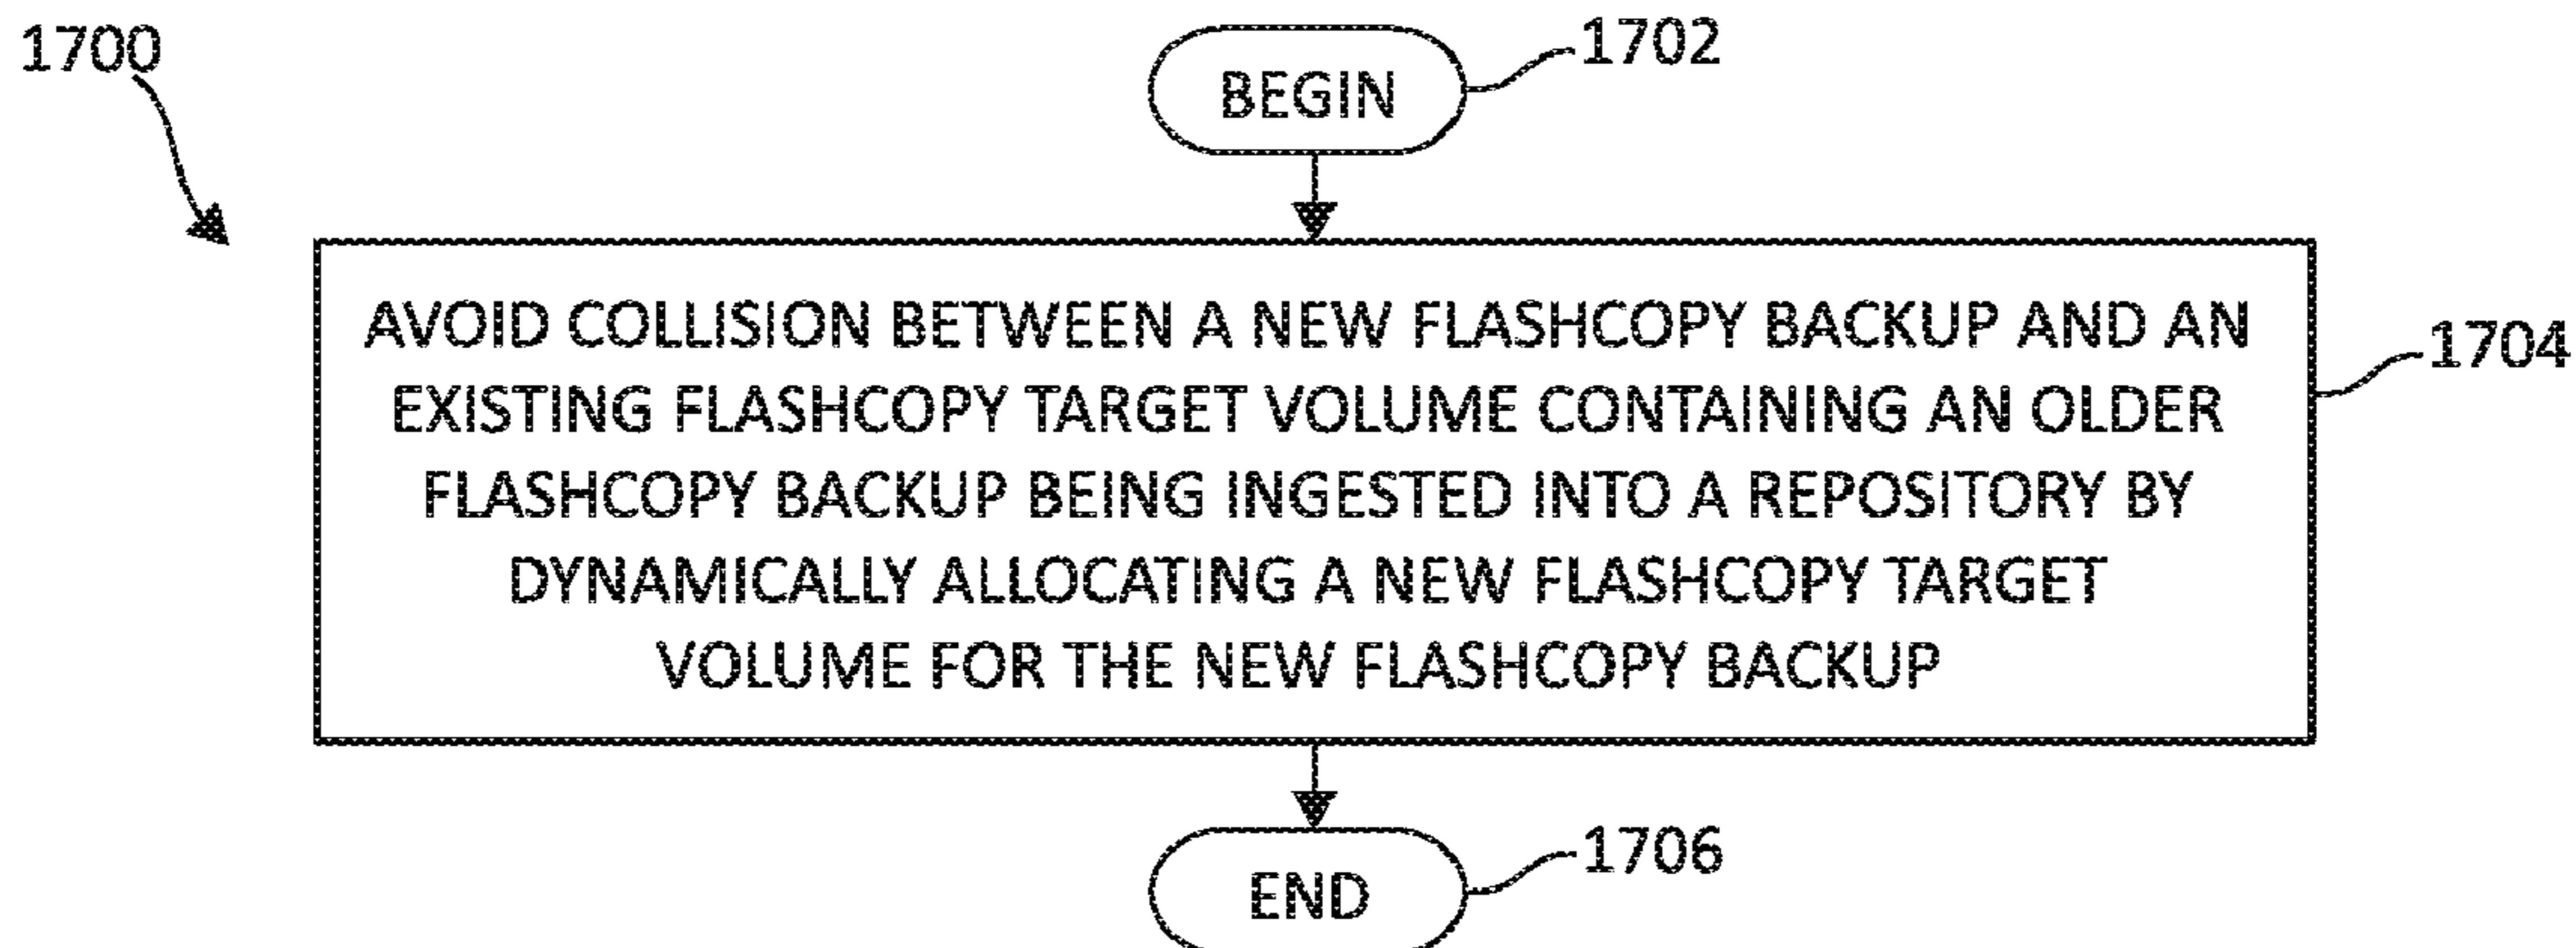 1700
1702
BEGIN
AVOID COLLISION BETWEEN A NEW FLASHCOPY BACKUP AND AN
EXISTING FLASHCOPY TARGET VOLUME CONTAINING AN OLDER
FLASHCOPY BACKUP BEING INGESTED INTO A REPOSITORY BY
DYNAMICALLY ALLOCATING A NEW FLASHCOPY TARGET
VOLUME FOR THE NEW FLASHCOPY BACKUP
1704
1706
END